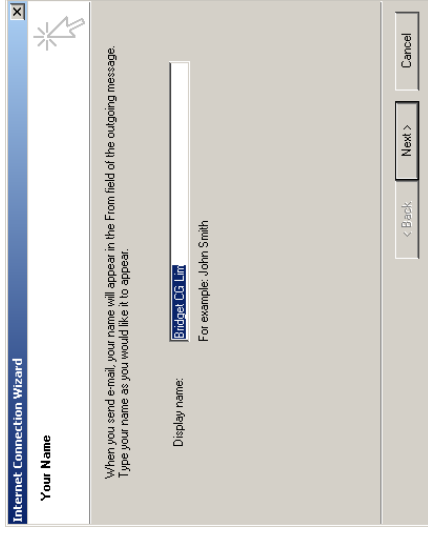 Internet Connection Wizard
Your Name
When you send e-mail, your name will appear in the From field of the outgoing message.
Type your name as you would like it to appear.
Display name: Bridget CG Lim
For example: John Smith
< Back Next > Cancel